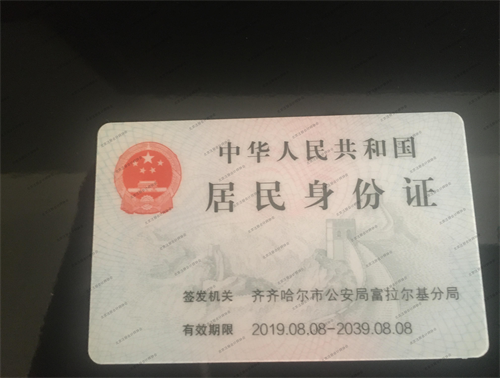 中华人民共和国
居民身份证
签发机关 齐齐哈尔市公安局富拉尔基分局
有效期限 2019.08.08-2039.08.08